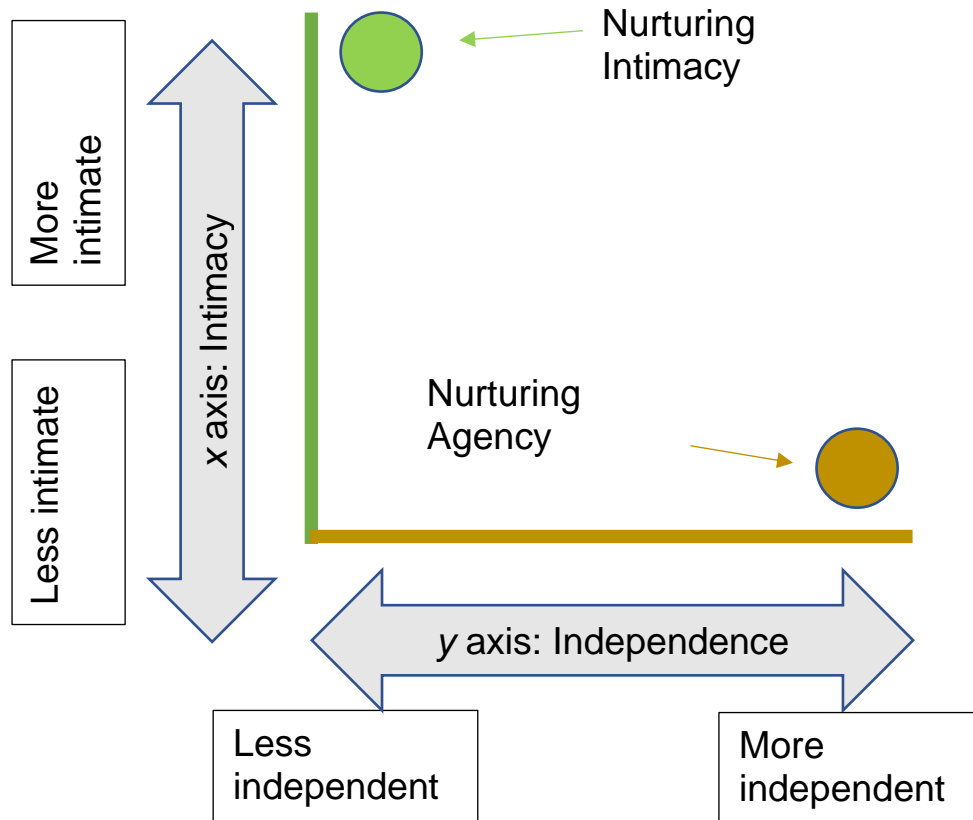 Nurturing
Intimacy
More
intimate
x axis: Intimacy
Less intimate
Nurturing
Agency
y axis: Independence
Less
independent
More
independent